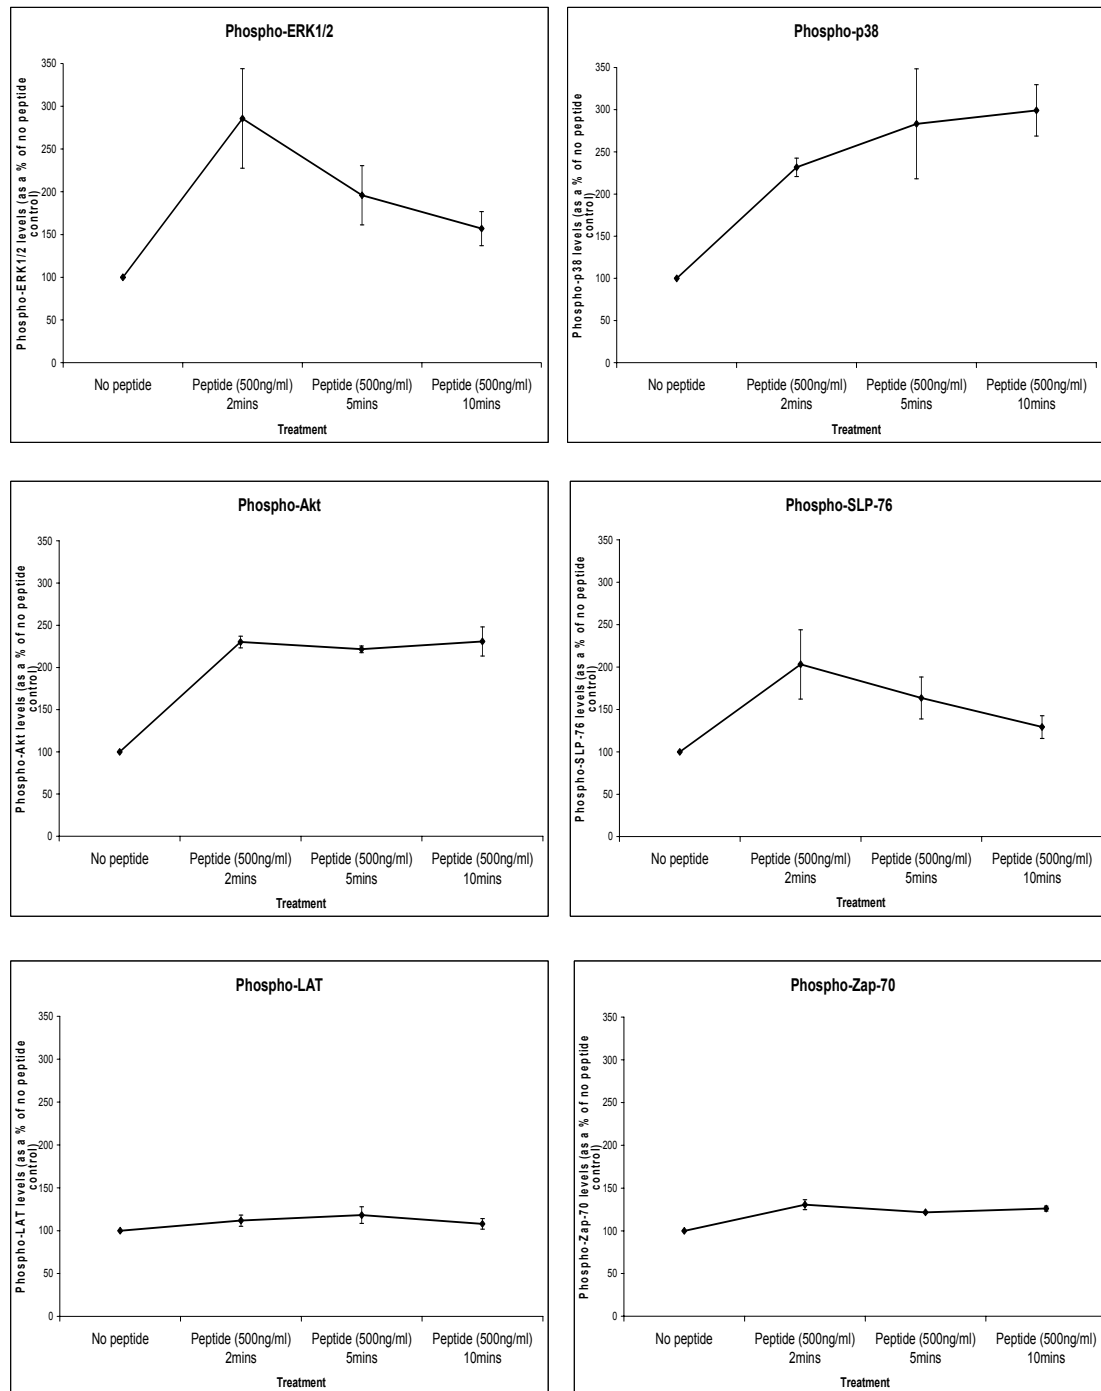 Phospho-ERK1/2
Phospho-ERK1/2 levels (as a % of no peptide
control)
350
300
250
200
150
100
50
0
No peptide
Peptide (500ng/ml)
2mins
Peptide (500ng/ml)
5mins
Peptide (500ng/ml)
10mins
Treatment
Phospho-p38
Phospho-p38 levels (as a % of no peptide
control)
350
300
250
200
150
100
50
0
No peptide
Peptide (500ng/ml)
2mins
Peptide (500ng/ml)
5mins
Peptide (500ng/ml)
10mins
Treatment
Phospho-Akt
Phospho-Akt levels (as a % of no peptide
control)
350
300
250
200
150
100
50
0
No peptide
Peptide (500ng/ml)
2mins
Peptide (500ng/ml)
5mins
Peptide (500ng/ml)
10mins
Treatment
Phospho-SLP-76
Phospho-SLP-76 levels (as a % of no peptide
control)
350
300
250
200
150
100
50
0
No peptide
Peptide (500ng/ml)
2mins
Peptide (500ng/ml)
5mins
Peptide (500ng/ml)
10mins
Treatment
Phospho-LAT
Phospho-LAT levels (as a % of no peptide
control)
350
300
250
200
150
100
50
0
No peptide
Peptide (500ng/ml)
2mins
Peptide (500ng/ml)
5mins
Peptide (500ng/ml)
10mins
Treatment
Phospho-Zap-70
Phospho-Zap-70 levels (as a % of no peptide
control)
350
300
250
200
150
100
50
0
No peptide
Peptide (500ng/ml)
2mins
Peptide (500ng/ml)
5mins
Peptide (500ng/ml)
10mins
Treatment